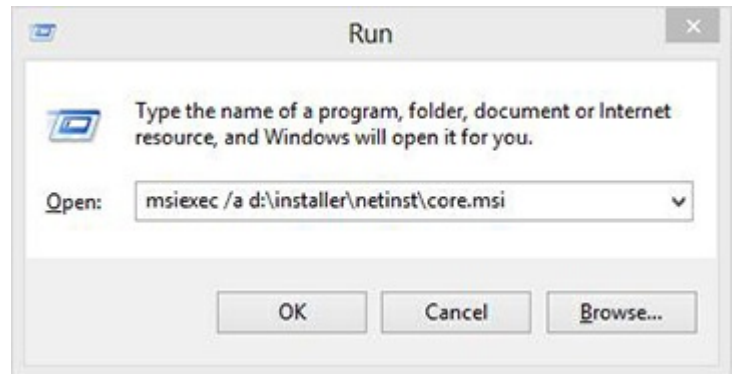 Run
Type the name of a program, folder, document or Internet
resource, and Windows will open it for you.
Open: msiexec /a d:\installer\netinst\core.msi
OK Cancel Browse...